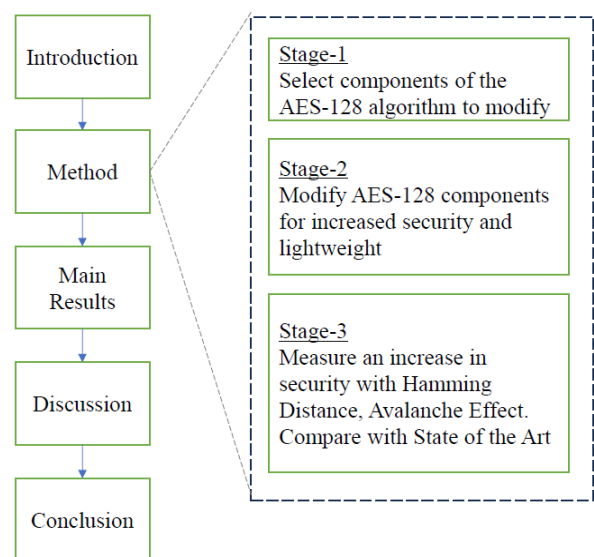 Introduction
Method
Main
Results
Discussion
Conclusion
Stage-1
Select components of the
AES-128 algorithm to modify
Stage-2
Modify AES-128 components
for increased security and
lightweight
Stage-3
Measure an increase in
security with Hamming
Distance, Avalanche Effect.
Compare with State of the Art